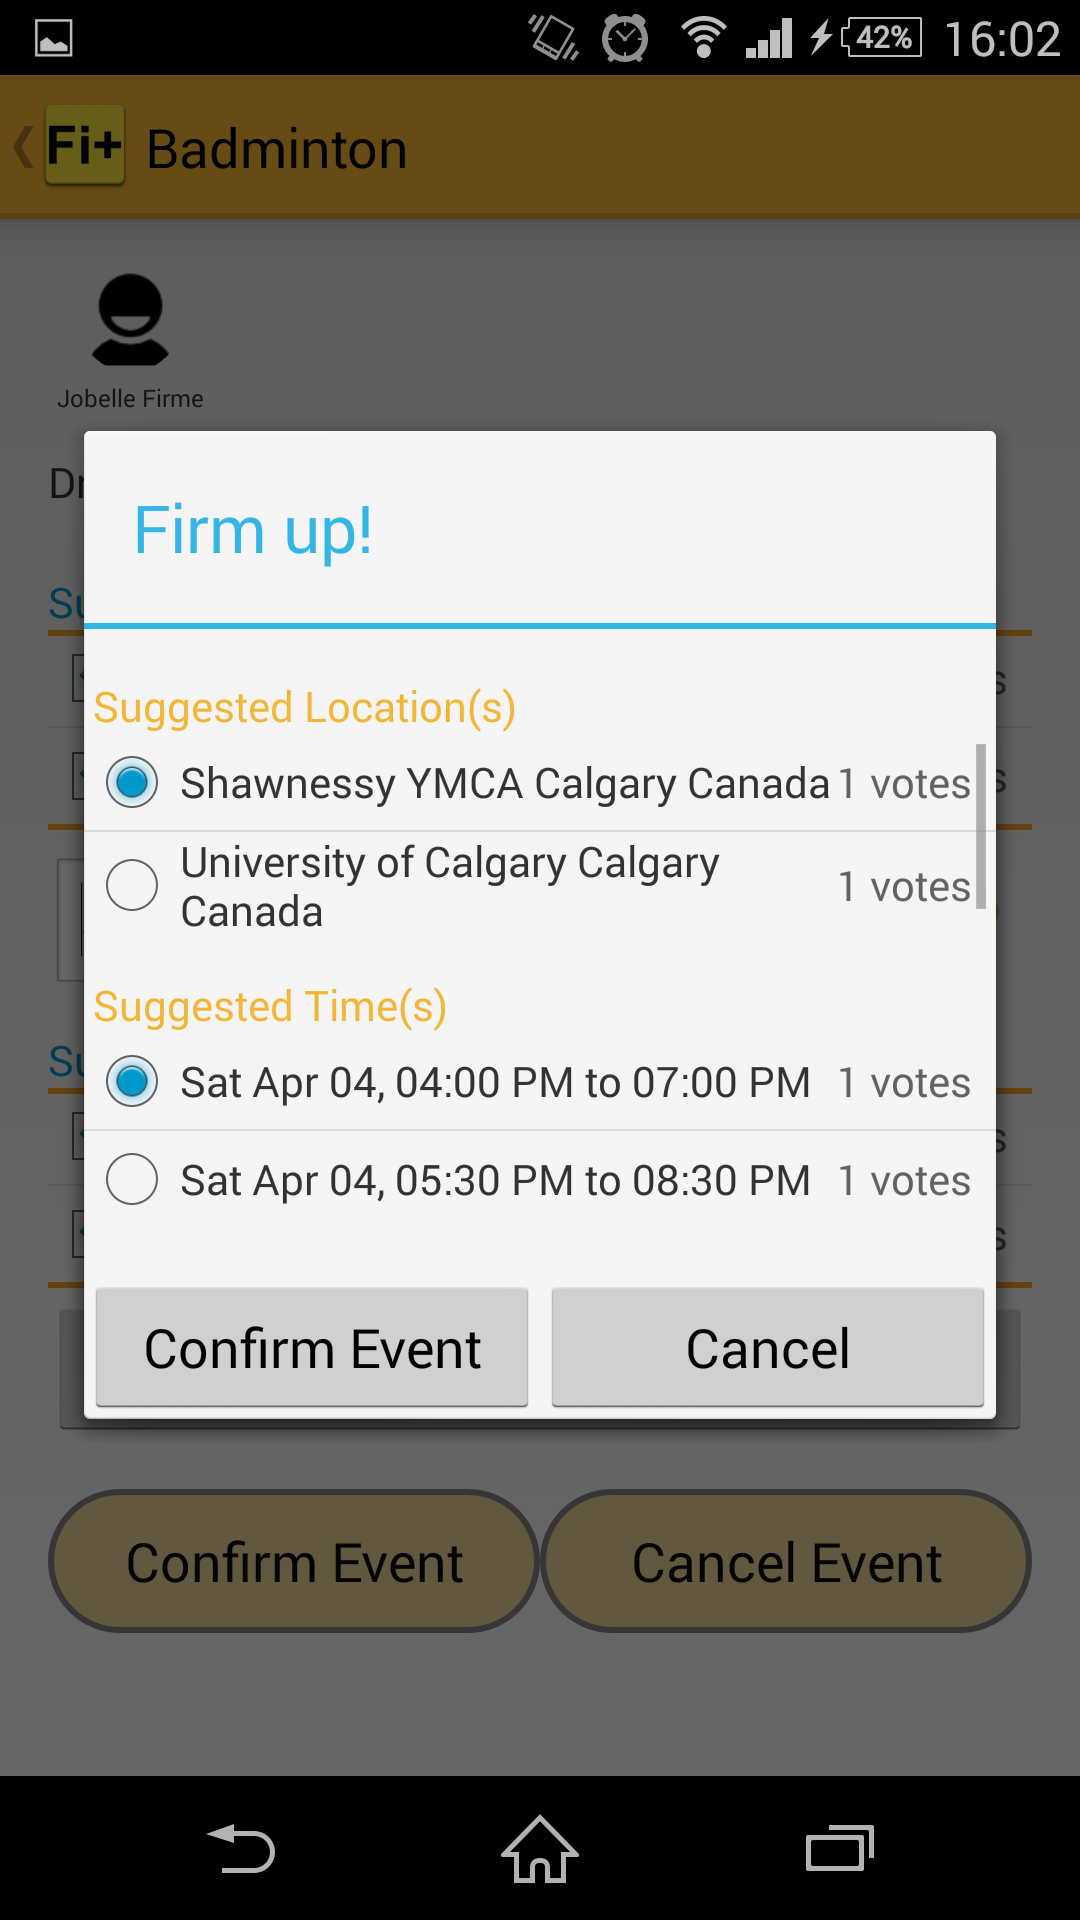 42% 16:02
Fi+ Badminton
Jobelle Firme
Firm up!
Suggested Location(s)
Shawnessy YMCA Calgary Canada 1 votes
University of Calgary Calgary
Canada
1 votes
Suggested Time(s)
Sat Apr 04, 04:00 PM to 07:00 PM 1 votes
Sat Apr 04, 05:30 PM to 08:30 PM 1 votes
Confirm Event Cancel
Confirm Event Cancel Event